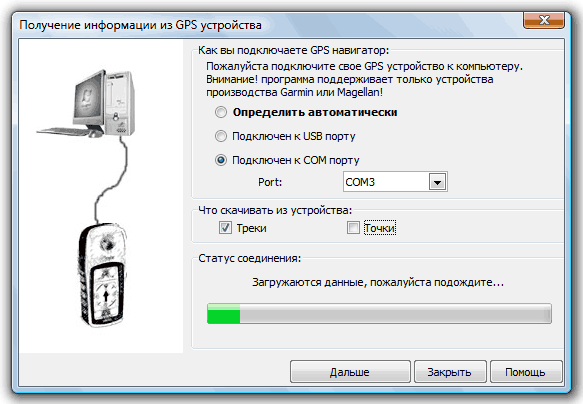 Получение информации из GPS устройства
Как вы подключаете GPS навигатор:
Пожалуйста подключите свое GPS устройство к компьютеру.
Внимание! программа поддерживает только устройства
производства Garmin или Magellan!
Определить автоматически
Подключен к USB порту
Подключен к COM порту
Port:
COM3
Что скачивать из устройства:
Треки
Точки
Статус соединения:
Загружаются данные, пожалуйста подождите...
Дальше
Закрыть
Помощь